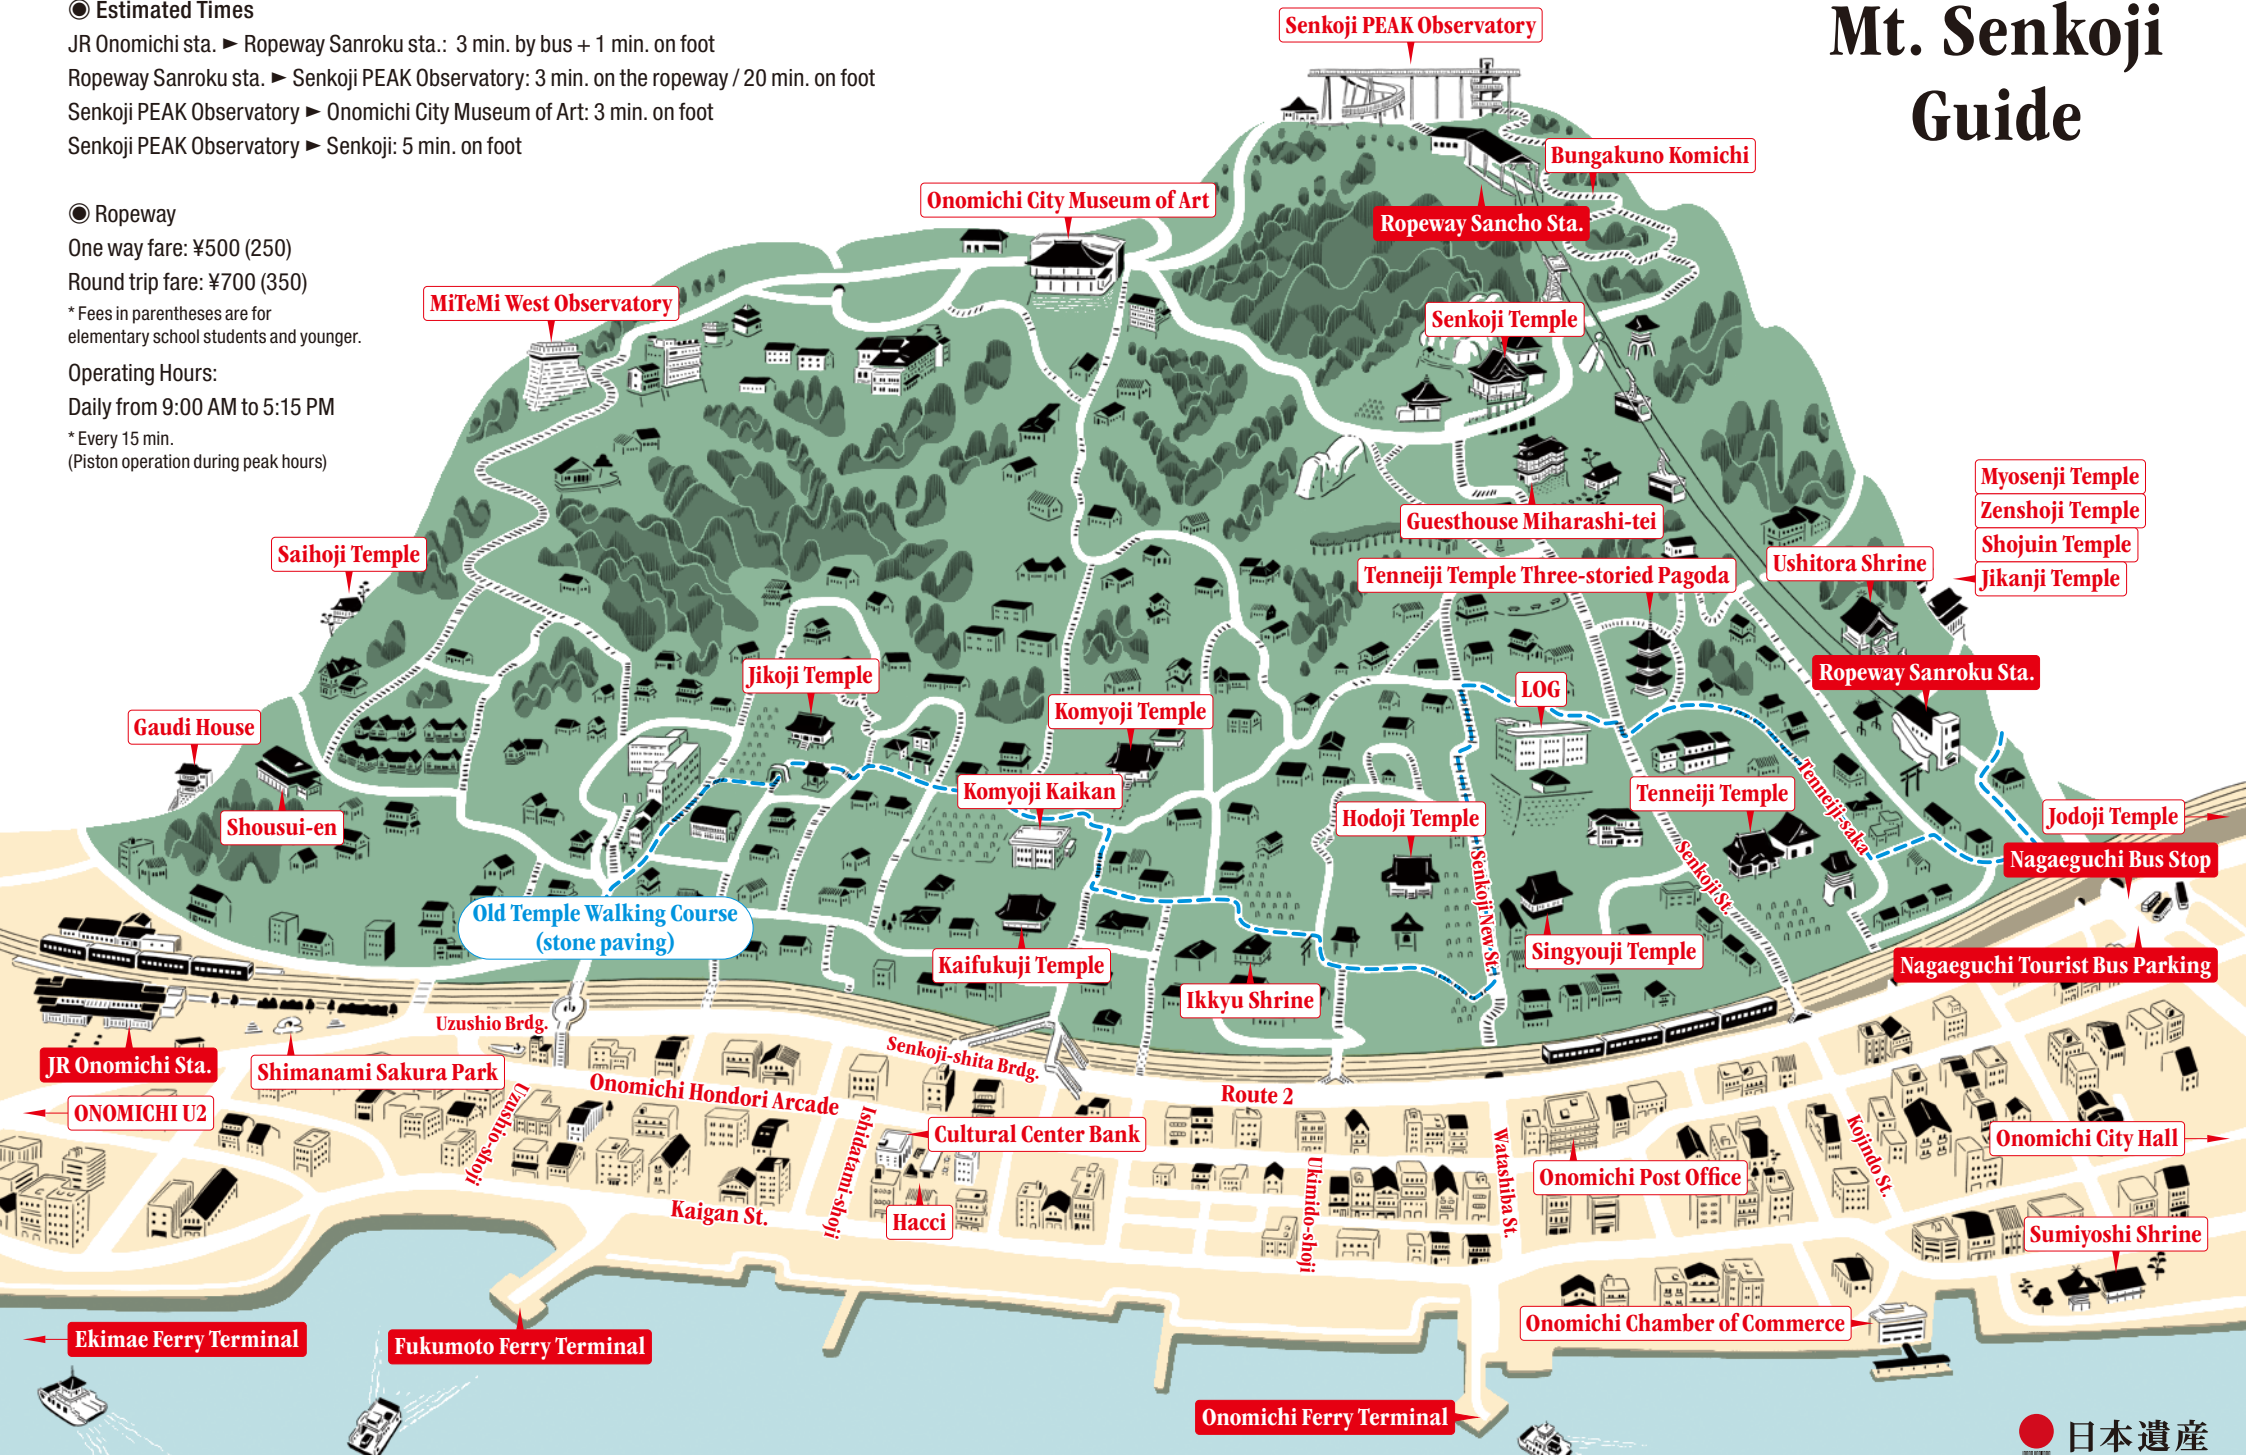 ◉ Estimated Times
JR Onomichi sta. ► Ropeway Sanroku sta.: 3 min. by bus + 1 min. on foot
Ropeway Sanroku sta. ► Senkoji PEAK Observatory: 3 min. on the ropeway / 20 min. on foot
Senkoji PEAK Observatory ► Onomichi City Museum of Art: 3 min. on foot
Senkoji PEAK Observatory ► Senkoji: 5 min. on foot
◉ Ropeway
One way fare: ¥500 (250)
Round trip fare: ¥700 (350)
* Fees in parentheses are for
elementary school students and younger.
Operating Hours:
Daily from 9:00 AM to 5:15 PM
* Every 15 min.
(Piston operation during peak hours)
Mt. Senkoji
Guide
Senkoji PEAK Observatory
Bungakuno Komichi
Onomichi City Museum of Art
Ropeway Sancho Sta.
MiTeMi West Observatory
Senkoji Temple
Myosenji Temple
Zenshoji Temple
Shojuin Temple
Jikanji Temple
Guesthouse Miharashi-tei
Saihoji Temple
Ushitora Shrine
Tenneiji Temple Three-storied Pagoda
Ropeway Sanroku Sta.
Jikoji Temple
LOG
Komyoji Temple
Gaudi House
Komyoji Kaikan
Tenneiji Temple
Tenneiji-saka
Shousui-en
Hodoji Temple
Jodoji Temple
Senkoji New St.
Senkoji St.
Nagaeguchi Bus Stop
Old Temple Walking Course
(stone paving)
Kaifukuji Temple
Singyouji Temple
Nagaeguchi Tourist Bus Parking
Ikkyu Shrine
Uzushio Brdg.
Senkoji-shita Brdg.
JR Onomichi Sta.
Shimanami Sakura Park
Onomichi Hondori Arcade
Route 2
ONOMICHI U2
Uzushio-shoji
Ishidatami-shoji
Cultural Center Bank
Ukimido-shoji
Watashiba St.
Kojindo St.
Onomichi City Hall
Onomichi Post Office
Kaigan St.
Hacci
Sumiyoshi Shrine
Ekimae Ferry Terminal
Fukumoto Ferry Terminal
Onomichi Chamber of Commerce
Onomichi Ferry Terminal
日本遺産